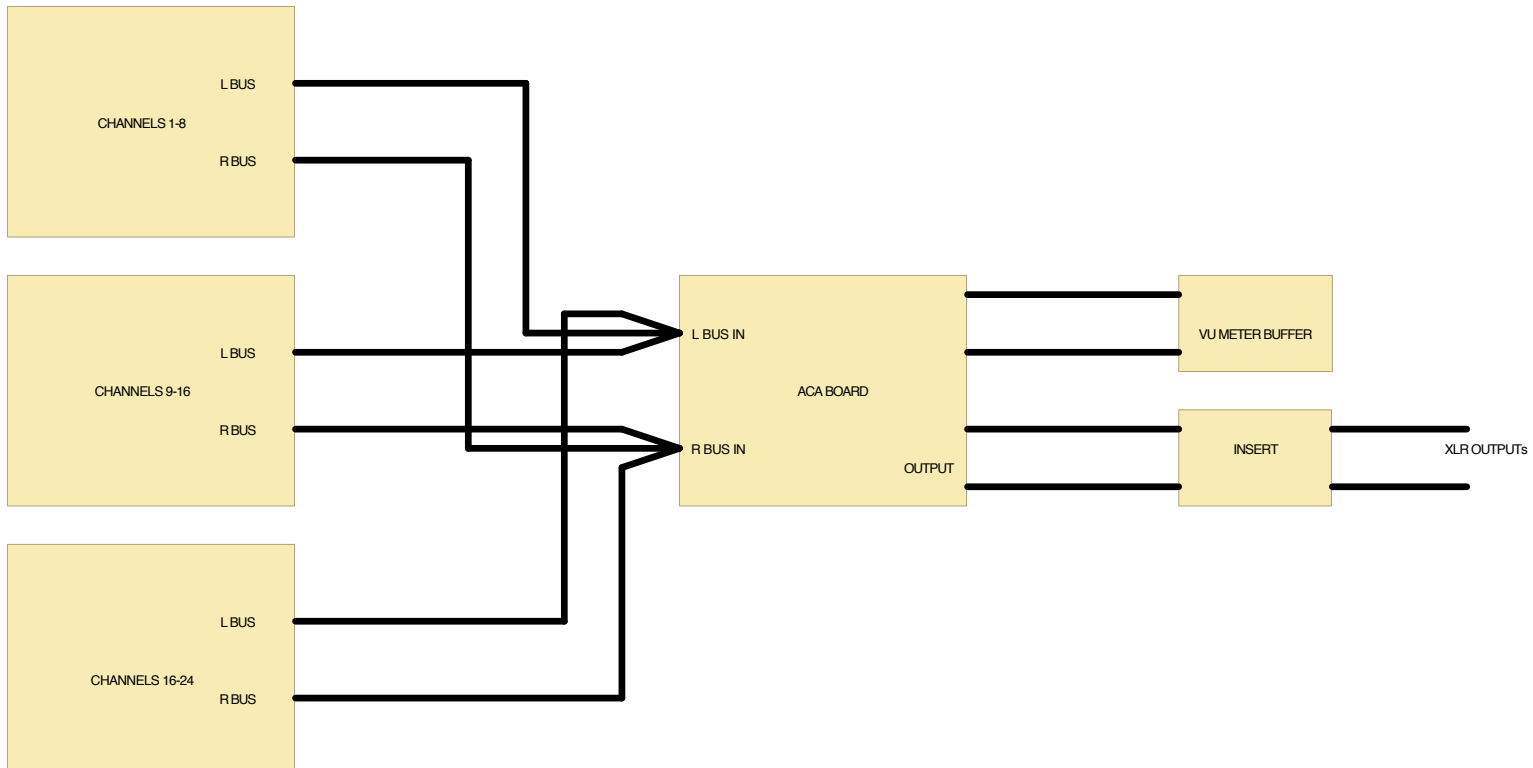 L BUS
CHANNELS 1-8
R BUS
L BUS
CHANNELS 9-16
R BUS
L BUS
CHANNELS 16-24
R BUS
L BUS IN
ACA BOARD
R BUS IN
OUTPUT
VU METER BUFFER
INSERT
XLR OUTPUTs